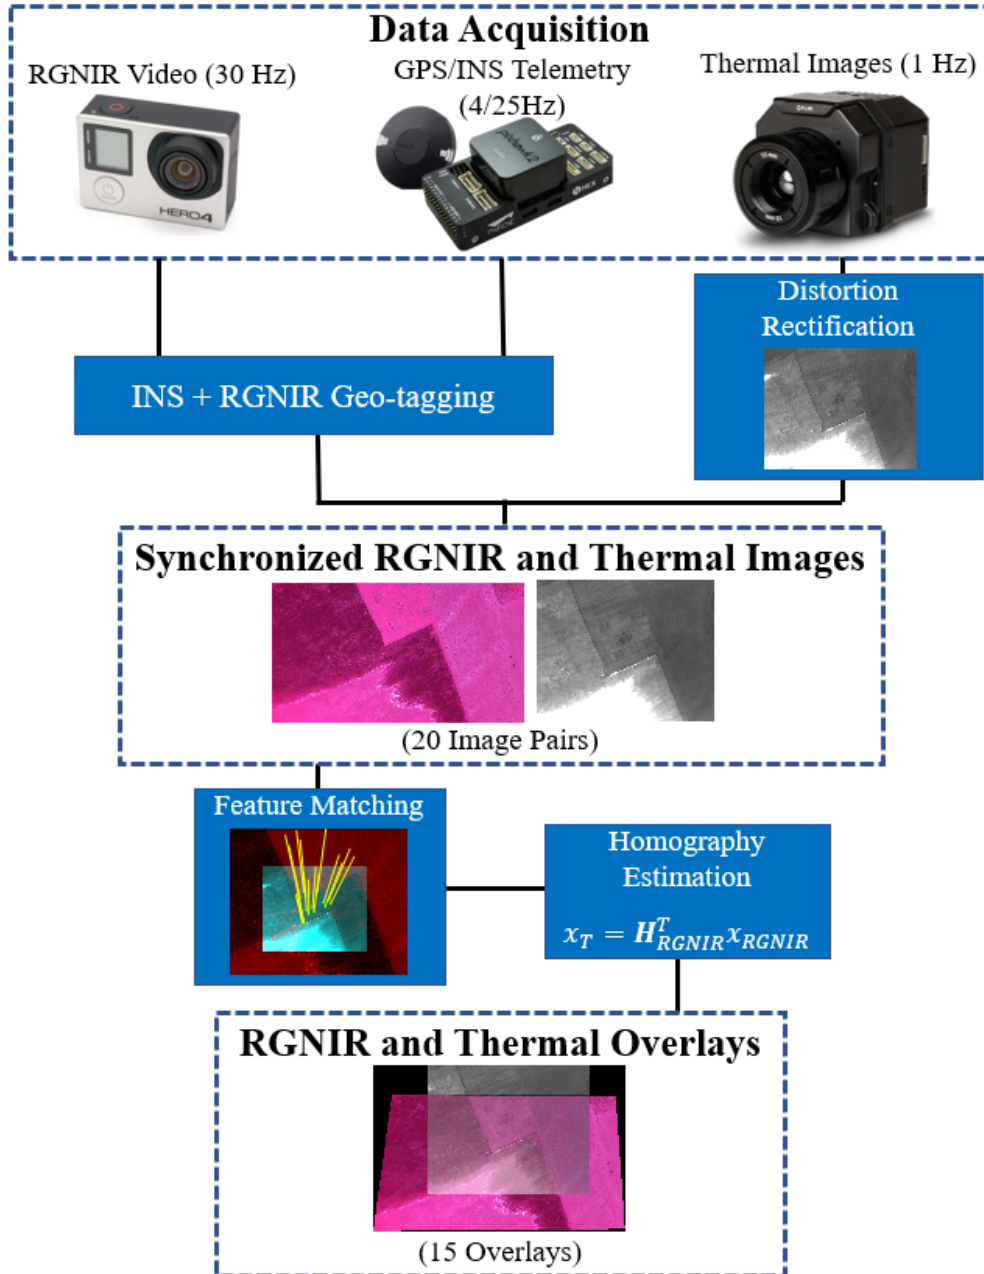 Data Acquisition
RGNIR Video (30 Hz)
GPS/INS Telemetry
(4/25Hz)
Thermal Images (1 Hz)
HERO4
pixhawk2
HEX
Distortion
Rectification
INS + RGNIR Geo-tagging
Synchronized RGNIR and Thermal Images
(20 Image Pairs)
Feature Matching
Homography
Estimation
x_T = H^T_RGNIR x_RGNIR
RGNIR and Thermal Overlays
(15 Overlays)